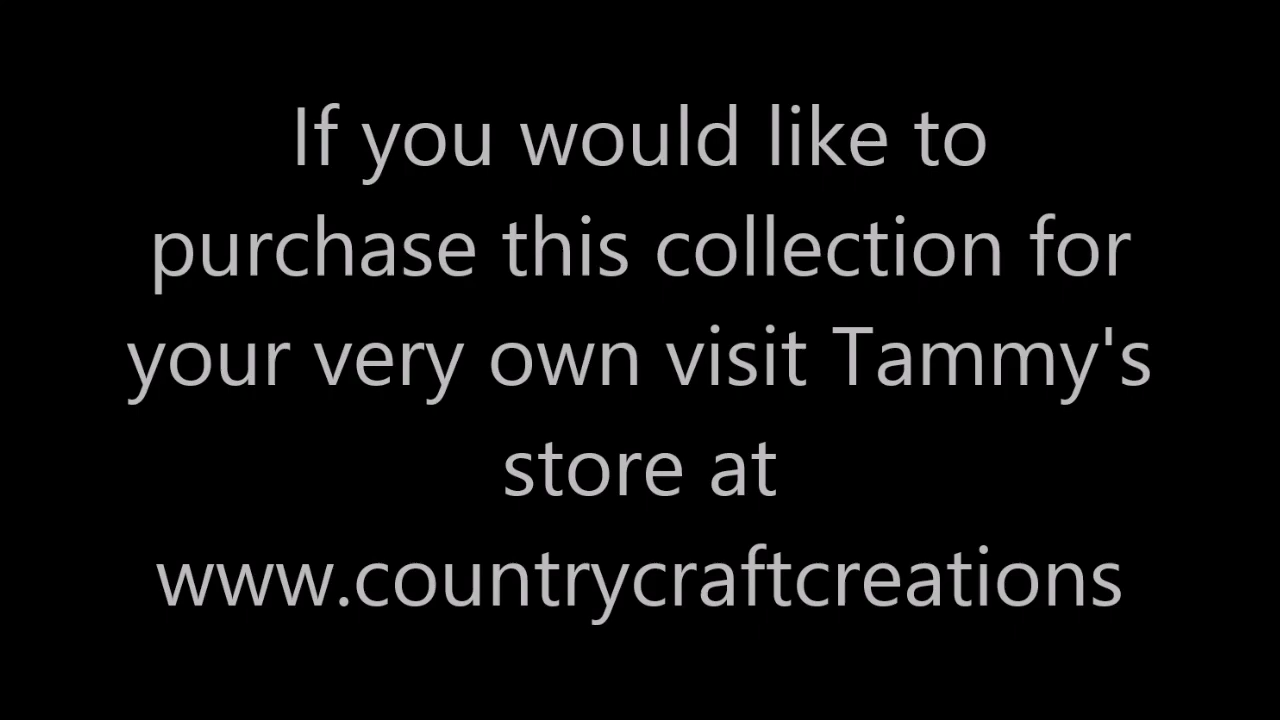 If you would like to
purchase this collection for
your very own visit Tammy's
store at
www.countrycraftcreations